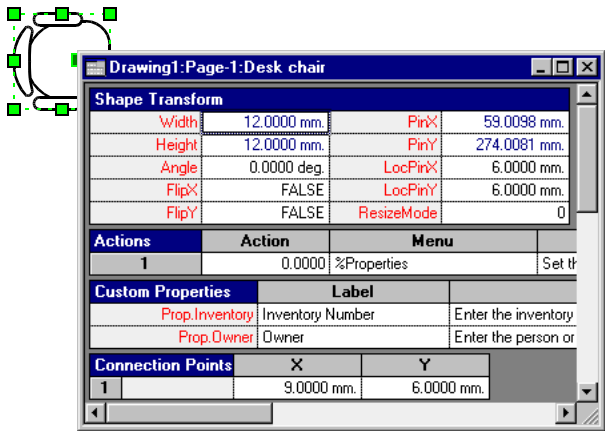 Drawing1:Page-1:Desk chair
Shape Transform
Width 12.0000 mm. PinX 59.0098 mm.
Height 12.0000 mm. PinY 274.0081 mm.
Angle 0.0000 deg. LocPinX 6.0000 mm.
FlipX FALSE LocPinY 6.0000 mm.
FlipY FALSE ResizeMode 0
Actions Action Menu
1 0.0000 %Properties Set th
Custom Properties Label
Prop.Inventory Inventory Number Enter the inventory
Prop.Owner Owner Enter the person or
Connection Points X Y
1 9.0000 mm. 6.0000 mm.